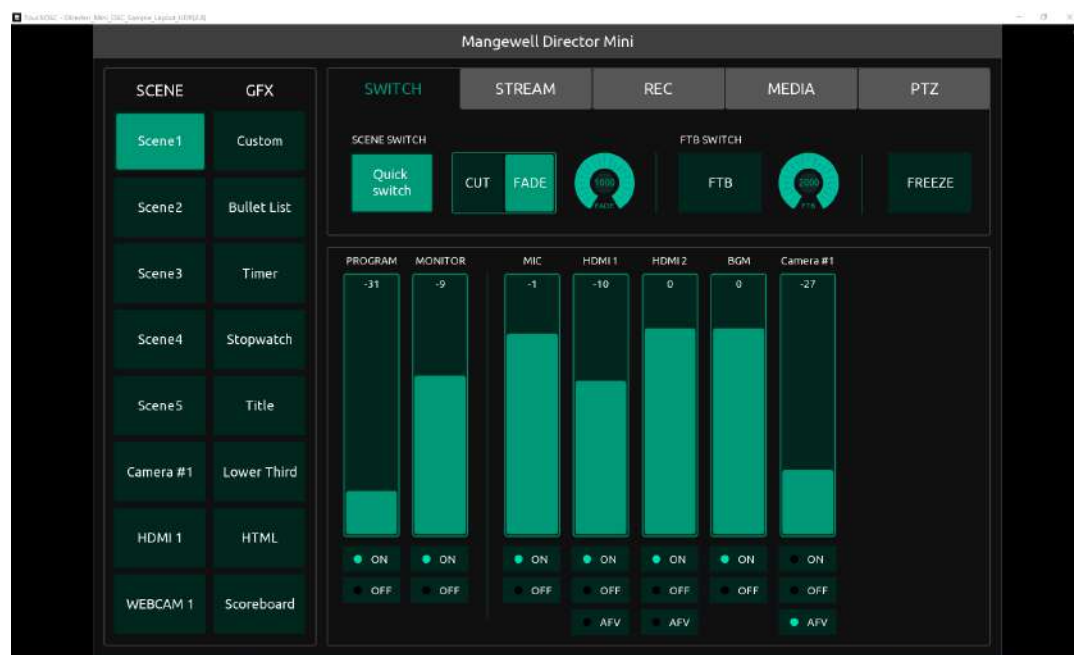 Mangewell Director Mini
SCENE GFX
Scene1 Custom
Scene2 Bullet List
Scene3 Timer
Scene4 Stopwatch
Scene5 Title
Camera #1 Lower Third
HDMI 1 HTML
WEBCAM 1 Scoreboard
SWITCH STREAM REC MEDIA PTZ
SCENE SWITCH FTB SWITCH
Quick switch
CUT FADE
1000
FADE
FTB
2000
FTB
FREEZE
PROGRAM MONITOR MIC HDMI 1 HDMI 2 BGM Camera #1
-31 -9 -1 -10 0 0 -27
ON ON ON ON ON ON ON
OFF OFF OFF OFF OFF OFF OFF
AFV AFV AFV